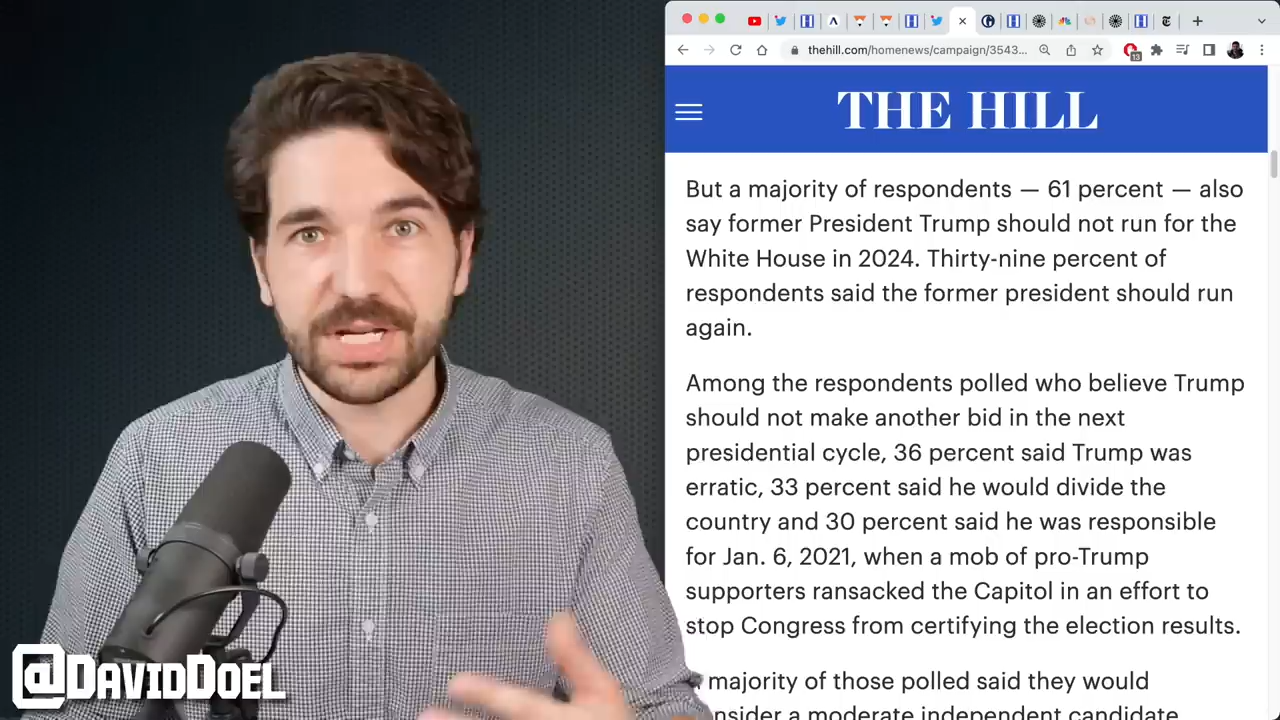 thehill.com/homenews/campaign/3543...
13
THE HILL
But a majority of respondents — 61 percent — also
say former President Trump should not run for the
White House in 2024. Thirty-nine percent of
respondents said the former president should run
again.
Among the respondents polled who believe Trump
should not make another bid in the next
presidential cycle, 36 percent said Trump was
erratic, 33 percent said he would divide the
country and 30 percent said he was responsible
for Jan. 6, 2021, when a mob of pro-Trump
supporters ransacked the Capitol in an effort to
stop Congress from certifying the election results.
majority of those polled said they would
consider a moderate independent candidate
@DAVIDDOEL